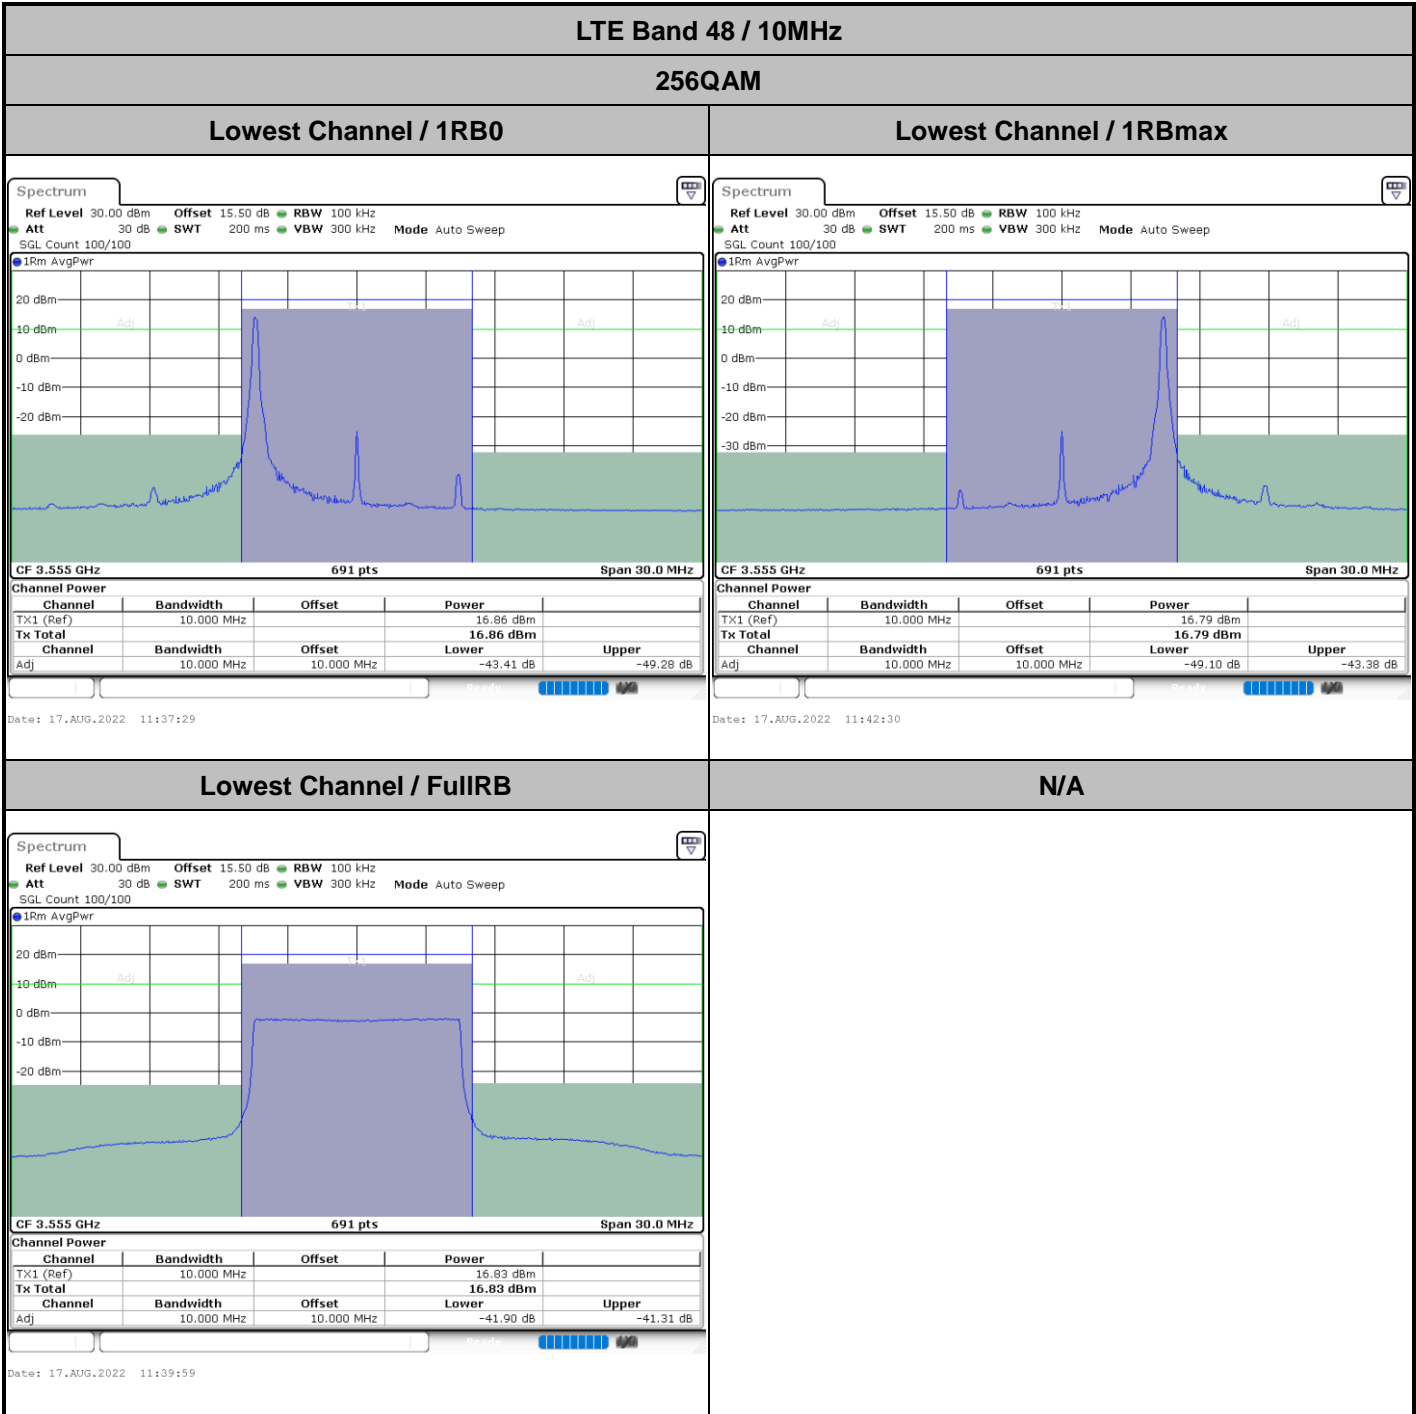 LTE Band 48 / 10MHz
256QAM
Lowest Channel / 1RB0
Lowest Channel / 1RBmax
Spectrum
Ref Level 30.00 dBm Offset 15.50 dB RBW 100 kHz
Att 30 dB SWT 200 ms VBW 300 kHz Mode Auto Sweep
SGL Count 100/100
1Rm AvgPwr
TX1
20 dBm
Adj
Adj
10 dBm
0 dBm
-10 dBm
-20 dBm
CF 3.555 GHz 691 pts Span 30.0 MHz
Channel Power
Channel Bandwidth Offset Power
TX1 (Ref) 10.000 MHz 16.86 dBm
Tx Total 16.86 dBm
Channel Bandwidth Offset Lower Upper
Adj 10.000 MHz 10.000 MHz -43.41 dB -49.28 dB
Ready
Date: 17.AUG.2022 11:37:29
Spectrum
Ref Level 30.00 dBm Offset 15.50 dB RBW 100 kHz
Att 30 dB SWT 200 ms VBW 300 kHz Mode Auto Sweep
SGL Count 100/100
1Rm AvgPwr
20 dBm
TX1
Adj
Adj
10 dBm
0 dBm
-10 dBm
-20 dBm
-30 dBm
CF 3.555 GHz 691 pts Span 30.0 MHz
Channel Power
Channel Bandwidth Offset Power
TX1 (Ref) 10.000 MHz 16.79 dBm
Tx Total 16.79 dBm
Channel Bandwidth Offset Lower Upper
Adj 10.000 MHz 10.000 MHz -49.10 dB -43.38 dB
Ready
Date: 17.AUG.2022 11:42:30
Lowest Channel / FullRB
N/A
Spectrum
Ref Level 30.00 dBm Offset 15.50 dB RBW 100 kHz
Att 30 dB SWT 200 ms VBW 300 kHz Mode Auto Sweep
SGL Count 100/100
1Rm AvgPwr
20 dBm
TX1
Adj
Adj
10 dBm
0 dBm
-10 dBm
-20 dBm
CF 3.555 GHz 691 pts Span 30.0 MHz
Channel Power
Channel Bandwidth Offset Power
TX1 (Ref) 10.000 MHz 16.83 dBm
Tx Total 16.83 dBm
Channel Bandwidth Offset Lower Upper
Adj 10.000 MHz 10.000 MHz -41.90 dB -41.31 dB
Ready
Date: 17.AUG.2022 11:39:59